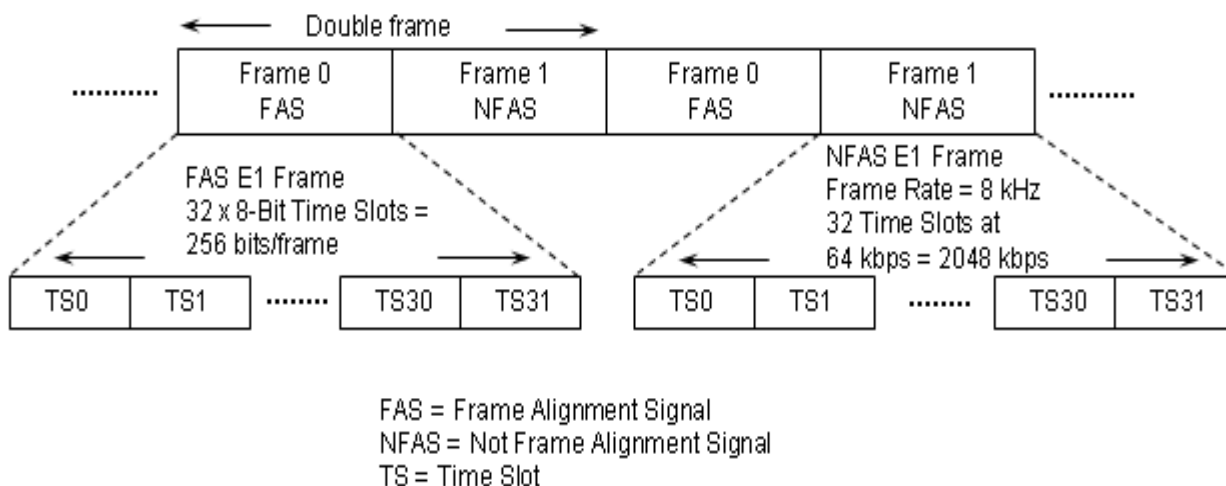 Double frame
Frame 0
FAS
Frame 1
NFAS
Frame 0
FAS
Frame 1
NFAS
FAS E1 Frame
32 x 8-Bit Time Slots =
256 bits/frame
NFAS E1 Frame
Frame Rate = 8 kHz
32 Time Slots at
64 kbps = 2048 kbps
TS0
TS1
TS30
TS31
TS0
TS1
TS30
TS31
FAS = Frame Alignment Signal
NFAS = Not Frame Alignment Signal
TS = Time Slot